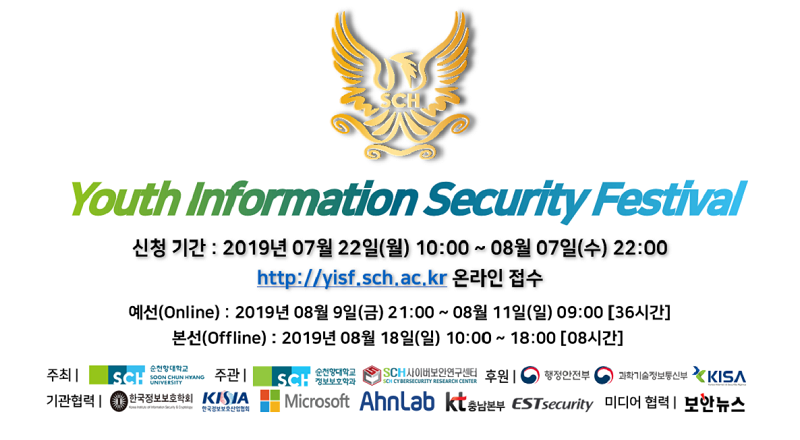 SCH
Youth Information Security Festival
신청 기간 : 2019년 07월 22일(월) 10:00 ~ 08월 07일(수) 22:00
http://yisf.sch.ac.kr 온라인 접수
예선(Online) : 2019년 08월 9일(금) 21:00 ~ 08월 11일(일) 09:00 [36시간]
본선(Offline) : 2019년 08월 18일(일) 10:00 ~ 18:00 [08시간]
주최 | SCH 순천향대학교 SOON CHUN HYANG UNIVERSITY 주관 | SCH 순천향대학교 정보보호학과 SCH사이버보안연구센터 SCH CYBERSECURITY RESEARCH CENTER 후원 | 행정안전부 과학기술정보통신부 KISA
기관협력 | 한국정보보호학회 KISIA 한국정보보호산업협회 Microsoft AhnLab kt충남본부 ESTsecurity 미디어 협력 | 보안뉴스